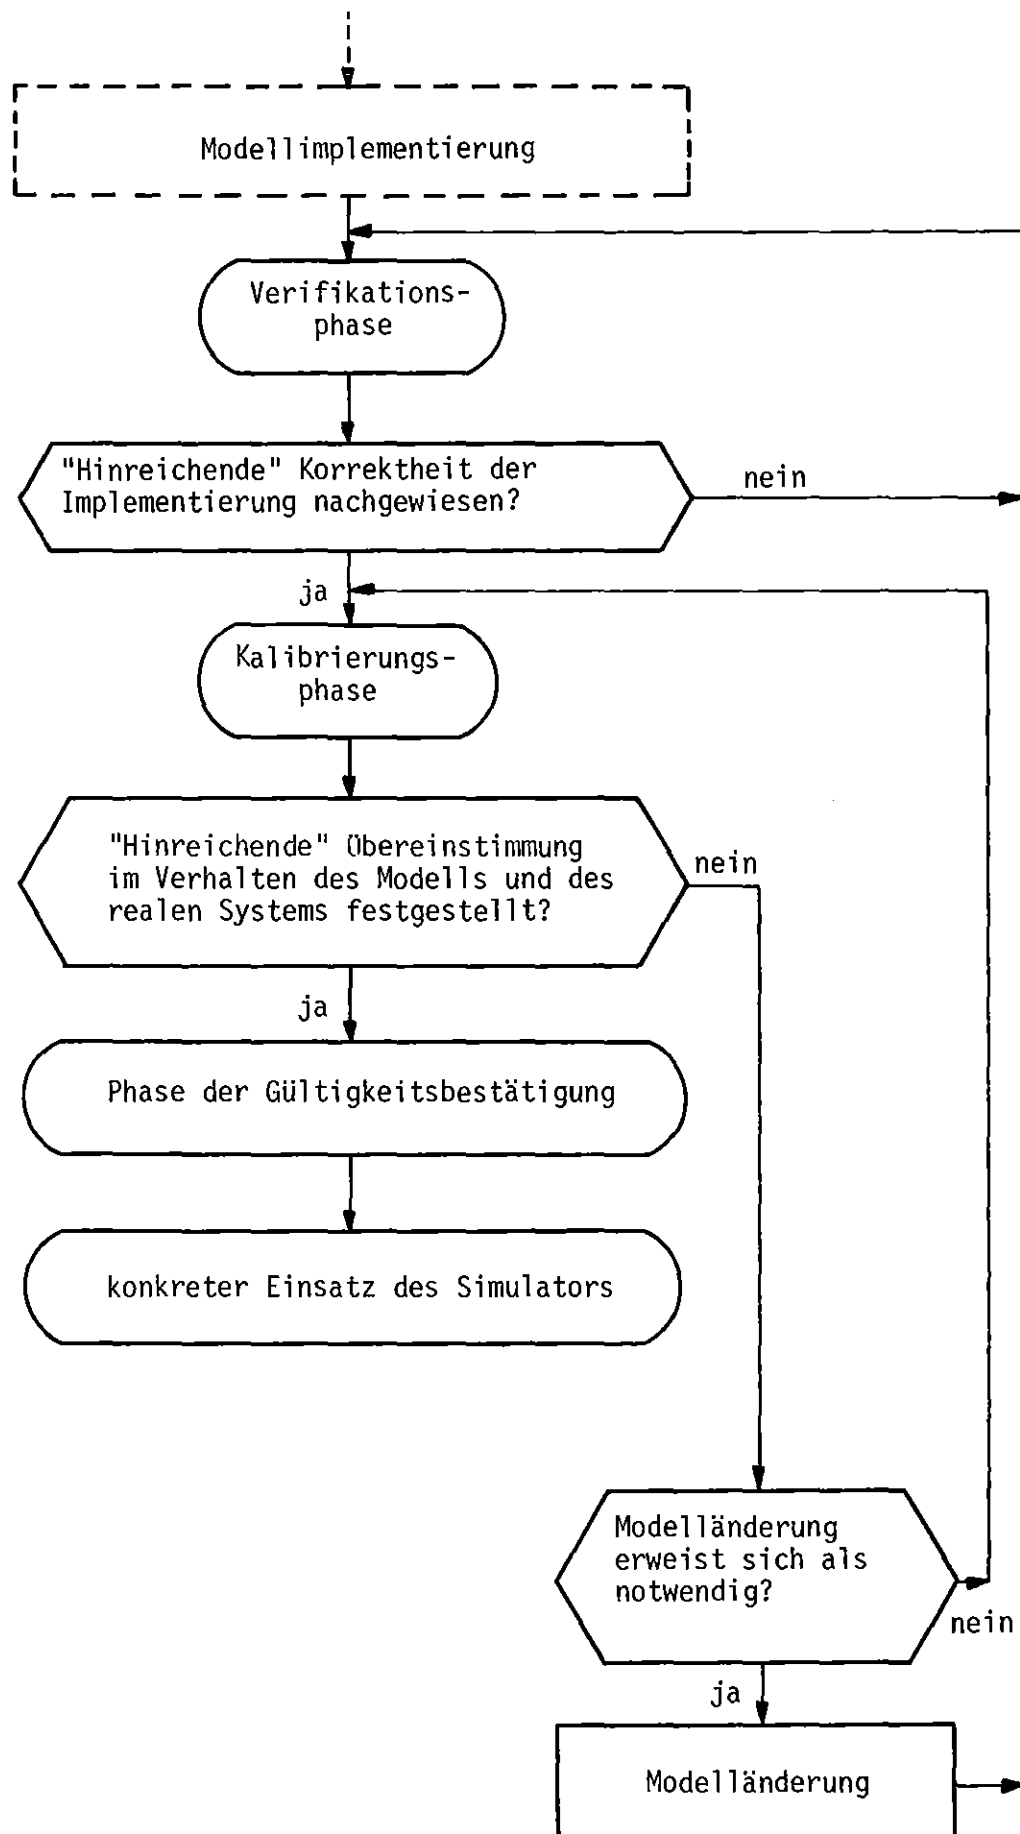 Modellimplementierung
Verifikations-
phase
"Hinreichende" Korrektheit der
Implementierung nachgewiesen?
nein
ja
Kalibrierungs-
phase
"Hinreichende" Übereinstimmung
im Verhalten des Modells und des
realen Systems festgestellt?
nein
ja
Phase der Gültigkeitsbestätigung
konkreter Einsatz des Simulators
Modelländerung
erweist sich als
notwendig?
nein
ja
Modelländerung